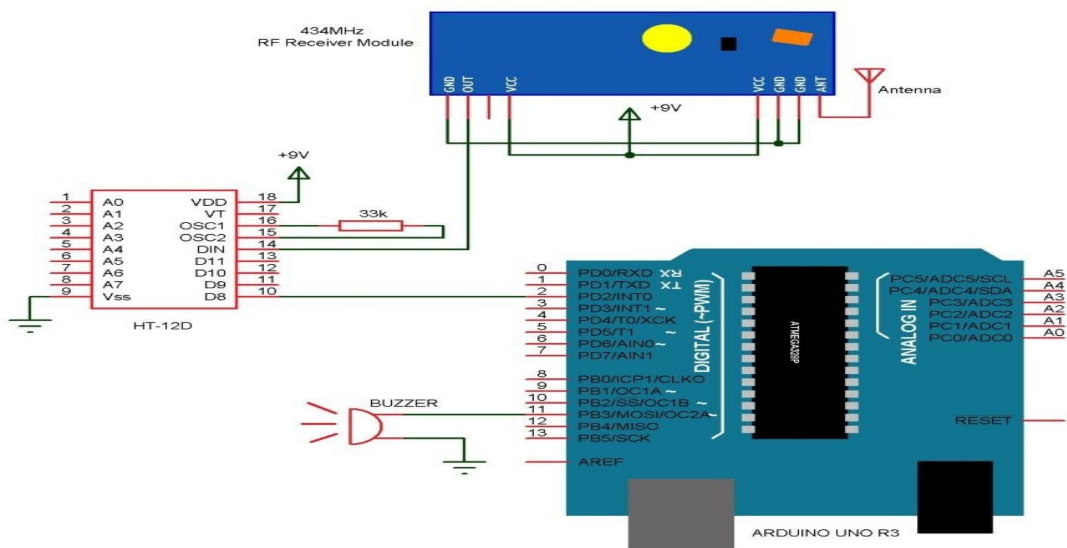 434MHz
RF Receiver Module
GND OUT VCC VCC GND GND ANT
Antenna
+9V
+9V
1 A0 VDD 18
2 A1 VT 17
3 A2 OSC1 16
4 A3 OSC2 15
5 A4 DIN 14
6 A5 D11 13
7 A6 D10 12
8 A7 D9 11
9 Vss D8 10
HT-12D
33k
0 PD0/RXD RX
1 PD1/TXD TX
2 PD2/INT0
3 PD3/INT1 ~
4 PD4/T0/XCK
5 PD5/T1 ~
6 PD6/AIN0 ~
7 PD7/AIN1
8 PB0/ICP1/CLKO
9 PB1/OC1A ~
10 PB2/SS/OC1B ~
11 PB3/MOSI/OC2A ~
12 PB4/MISO
13 PB5/SCK
AREF
DIGITAL (~PWM)
ATMEGA328P
ANALOG IN
PC5/ADC5/SCL A5
PC4/ADC4/SDA A4
PC3/ADC3 A3
PC2/ADC2 A2
PC1/ADC1 A1
PC0/ADC0 A0
RESET
BUZZER
ARDUINO UNO R3